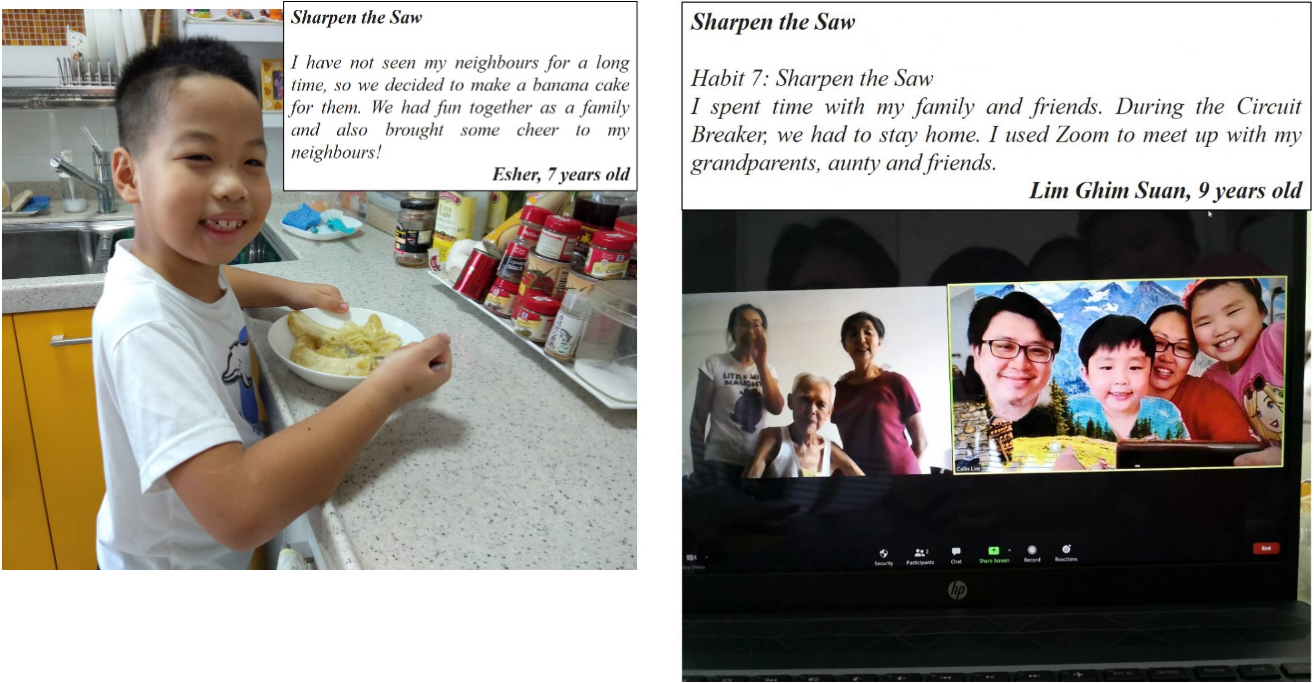 Sharpen the Saw
I have not seen my neighbours for a long
time, so we decided to make a banana cake
for them. We had fun together as a family
and also brought some cheer to my
neighbours!
Esher, 7 years old
Sharpen the Saw
Habit 7: Sharpen the Saw
I spent time with my family and friends. During the Circuit
Breaker, we had to stay home. I used Zoom to meet up with my
grandparents, aunty and friends.
Lim Ghim Suan, 9 years old
LITTLE MISS
NAUGHTY
Callie Lim
Security
Participants
2
Chat
Share Screen
Record
Reactions
End
hp